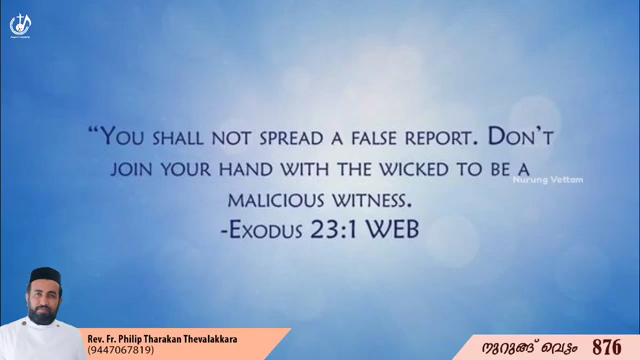 “You shall not spread a false report. Don’t
join your hand with the wicked to be a
malicious witness.
-Exodus 23:1 WEB
Nurung Vettam
Rev. Fr. Philip Tharakan Thevalakkara
(9447067819)
നുറുങ്ങ് വെട്ടം 876